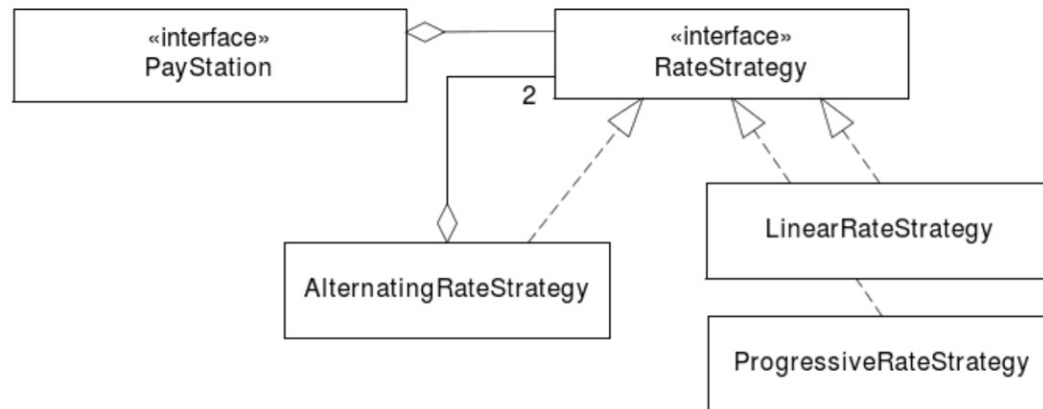 «interface»
PayStation
«interface»
RateStrategy
2
LinearRateStrategy
AlternatingRateStrategy
ProgressiveRateStrategy